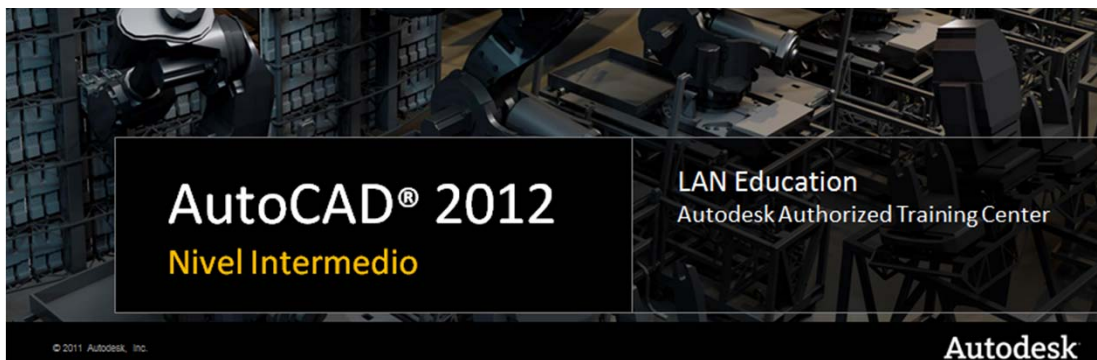 AutoCAD® 2012
Nivel Intermedio
LAN Education
Autodesk Authorized Training Center
© 2011 Autodesk, Inc.
Autodesk